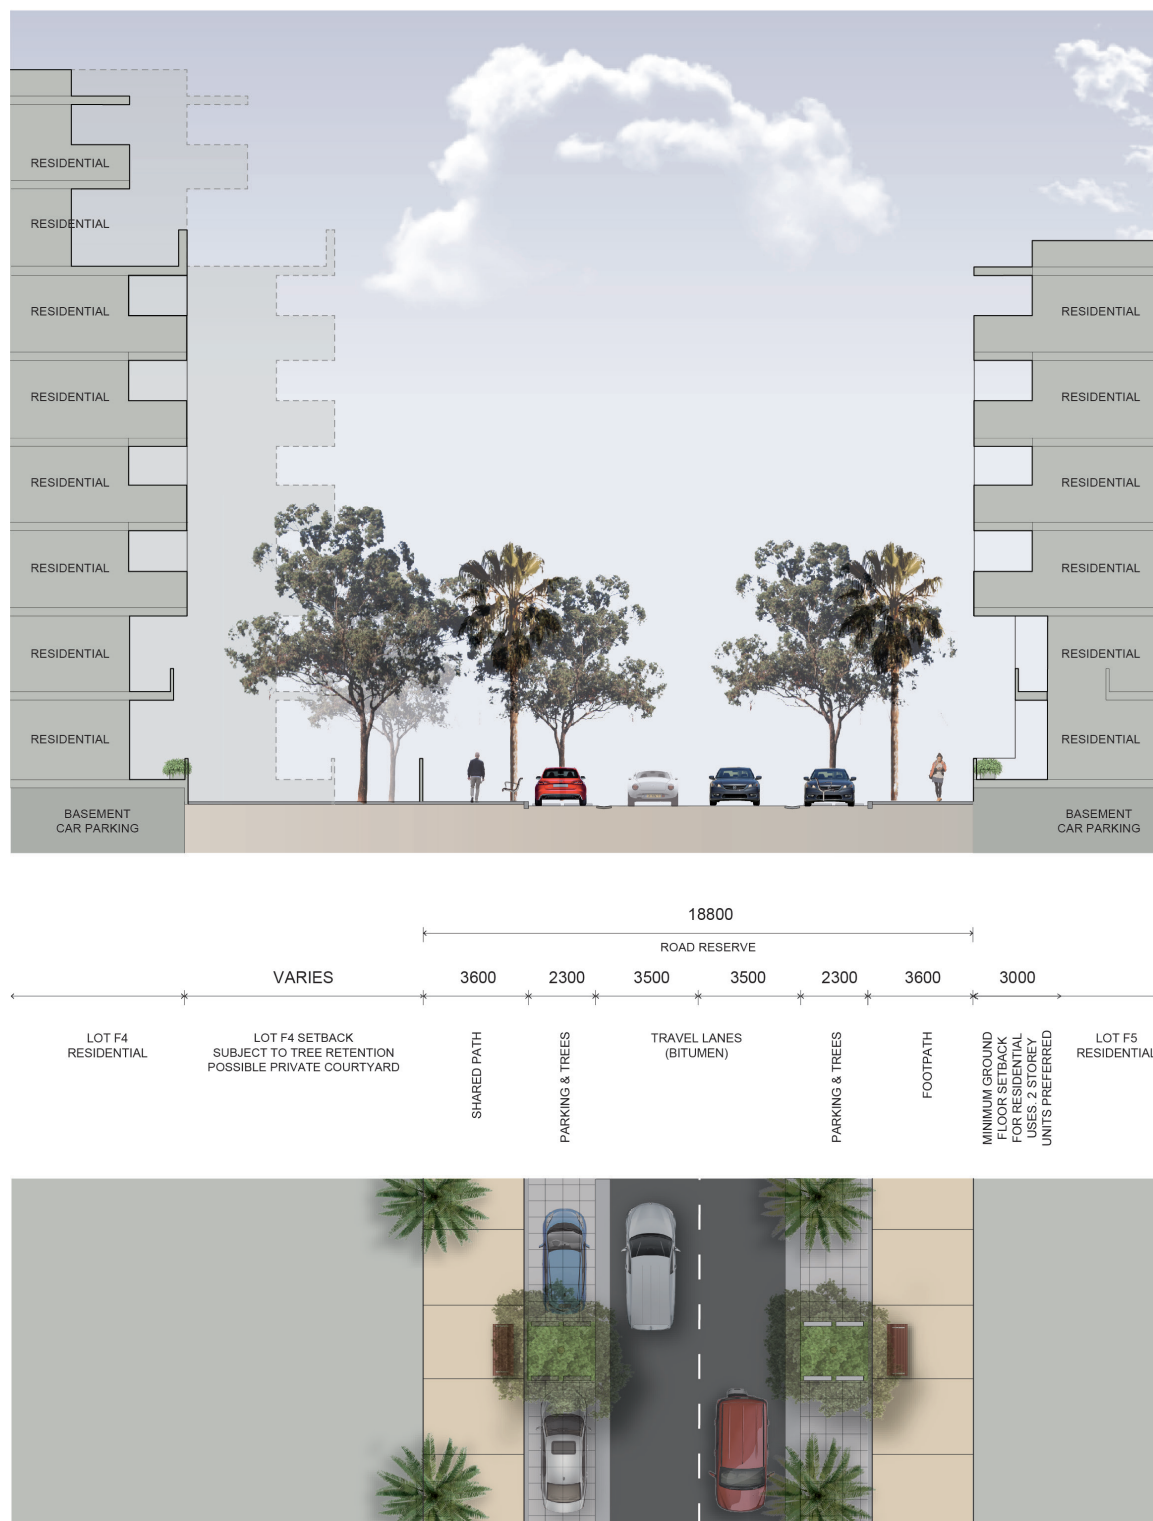 RESIDENTIAL
RESIDENTIAL
RESIDENTIAL
RESIDENTIAL
RESIDENTIAL
RESIDENTIAL
RESIDENTIAL
RESIDENTIAL
RESIDENTIAL
RESIDENTIAL
RESIDENTIAL
RESIDENTIAL
RESIDENTIAL
RESIDENTIAL
BASEMENT
CAR PARKING
BASEMENT
CAR PARKING
18800
ROAD RESERVE
VARIES
3600
2300
3500
3500
2300
3600
3000
LOT F4
RESIDENTIAL
LOT F4 SETBACK
SUBJECT TO TREE RETENTION
POSSIBLE PRIVATE COURTYARD
SHARED PATH
PARKING & TREES
TRAVEL LANES
(BITUMEN)
PARKING & TREES
FOOTPATH
MINIMUM GROUND
FLOOR SETBACK
FOR RESIDENTIAL
USES. 2 STOREY
UNITS PREFERRED
LOT F5
RESIDENTIAL